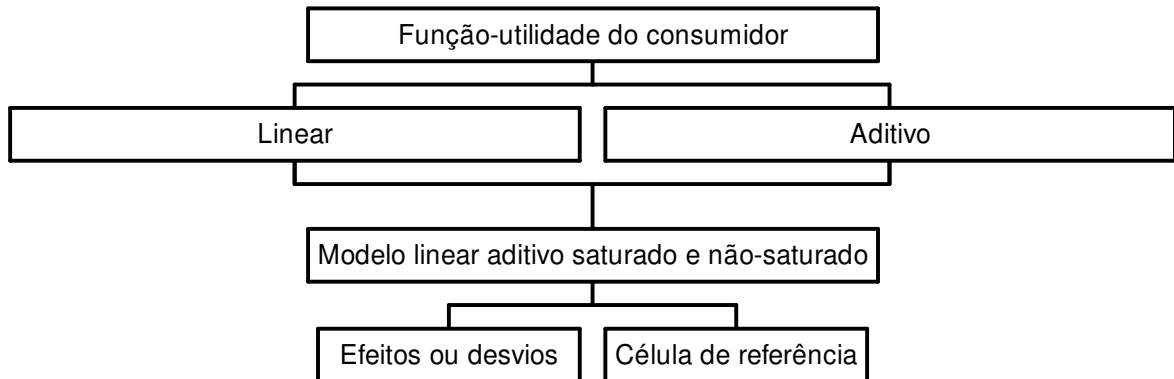 Função-utilidade do consumidor
Linear
Aditivo
Modelo linear aditivo saturado e não-saturado
Efeitos ou desvios
Célula de referência